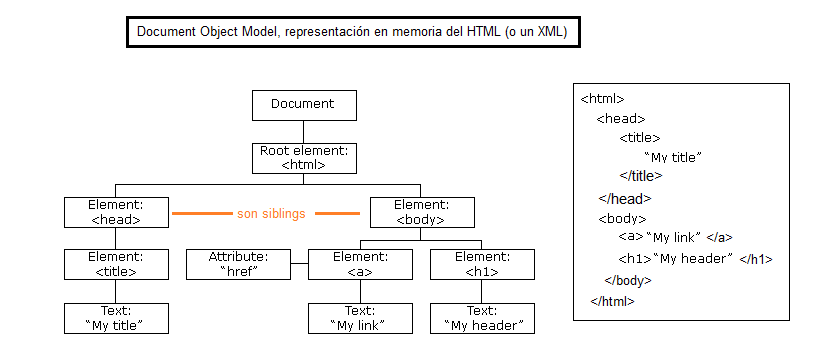 Document Object Model, representación en memoria del HTML (o un XML)
Document
Root element:
<html>
Element:
<head>
son siblings
Element:
<body>
Element:
<title>
Attribute:
“href”
Element:
<a>
Element:
<h1>
Text:
“My title”
Text:
“My link”
Text:
“My header”
<html>
<head>
<title>
“My title”
</title>
</head>
<body>
<a> “My link” </a>
<h1> “My header” </h1>
</body>
</html>